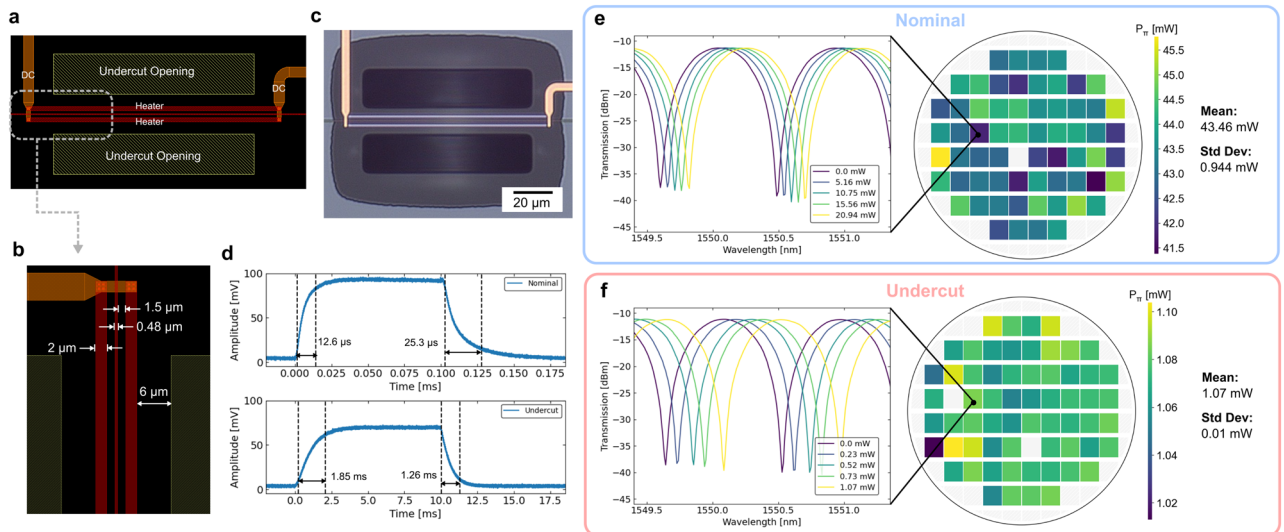 a
Undercut Opening
DC
DC
Heater
Heater
Undercut Opening
b
1.5 µm
0.48 µm
2 µm
6 µm
c
20 µm
d
100
50
0
Amplitude [mV]
Nominal
12.6 µs
25.3 µs
0.000 0.025 0.050 0.075 0.100 0.125 0.150 0.175
Time [ms]
100
50
0
Amplitude [mV]
Undercut
1.85 ms
1.26 ms
0.0 2.5 5.0 7.5 10.0 12.5 15.0 17.5
Time [ms]
e
Nominal
−10
−15
−20
−25
−30
−35
−40
−45
Transmission [dBm]
0.0 mW
5.16 mW
10.75 mW
15.56 mW
20.94 mW
1549.5 1550.0 1550.5 1551.0
Wavelength [nm]
Pπ [mW]
45.5
45.0
44.5
44.0
43.5
43.0
42.5
42.0
41.5
Mean:
43.46 mW
Std Dev:
0.944 mW
f
Undercut
−10
−15
−20
−25
−30
−35
−40
−45
Transmission [dBm]
0.0 mW
0.23 mW
0.52 mW
0.73 mW
1.07 mW
1549.5 1550.0 1550.5 1551.0
Wavelength [nm]
Pπ [mW]
1.10
1.08
1.06
1.04
1.02
Mean:
1.07 mW
Std Dev:
0.01 mW